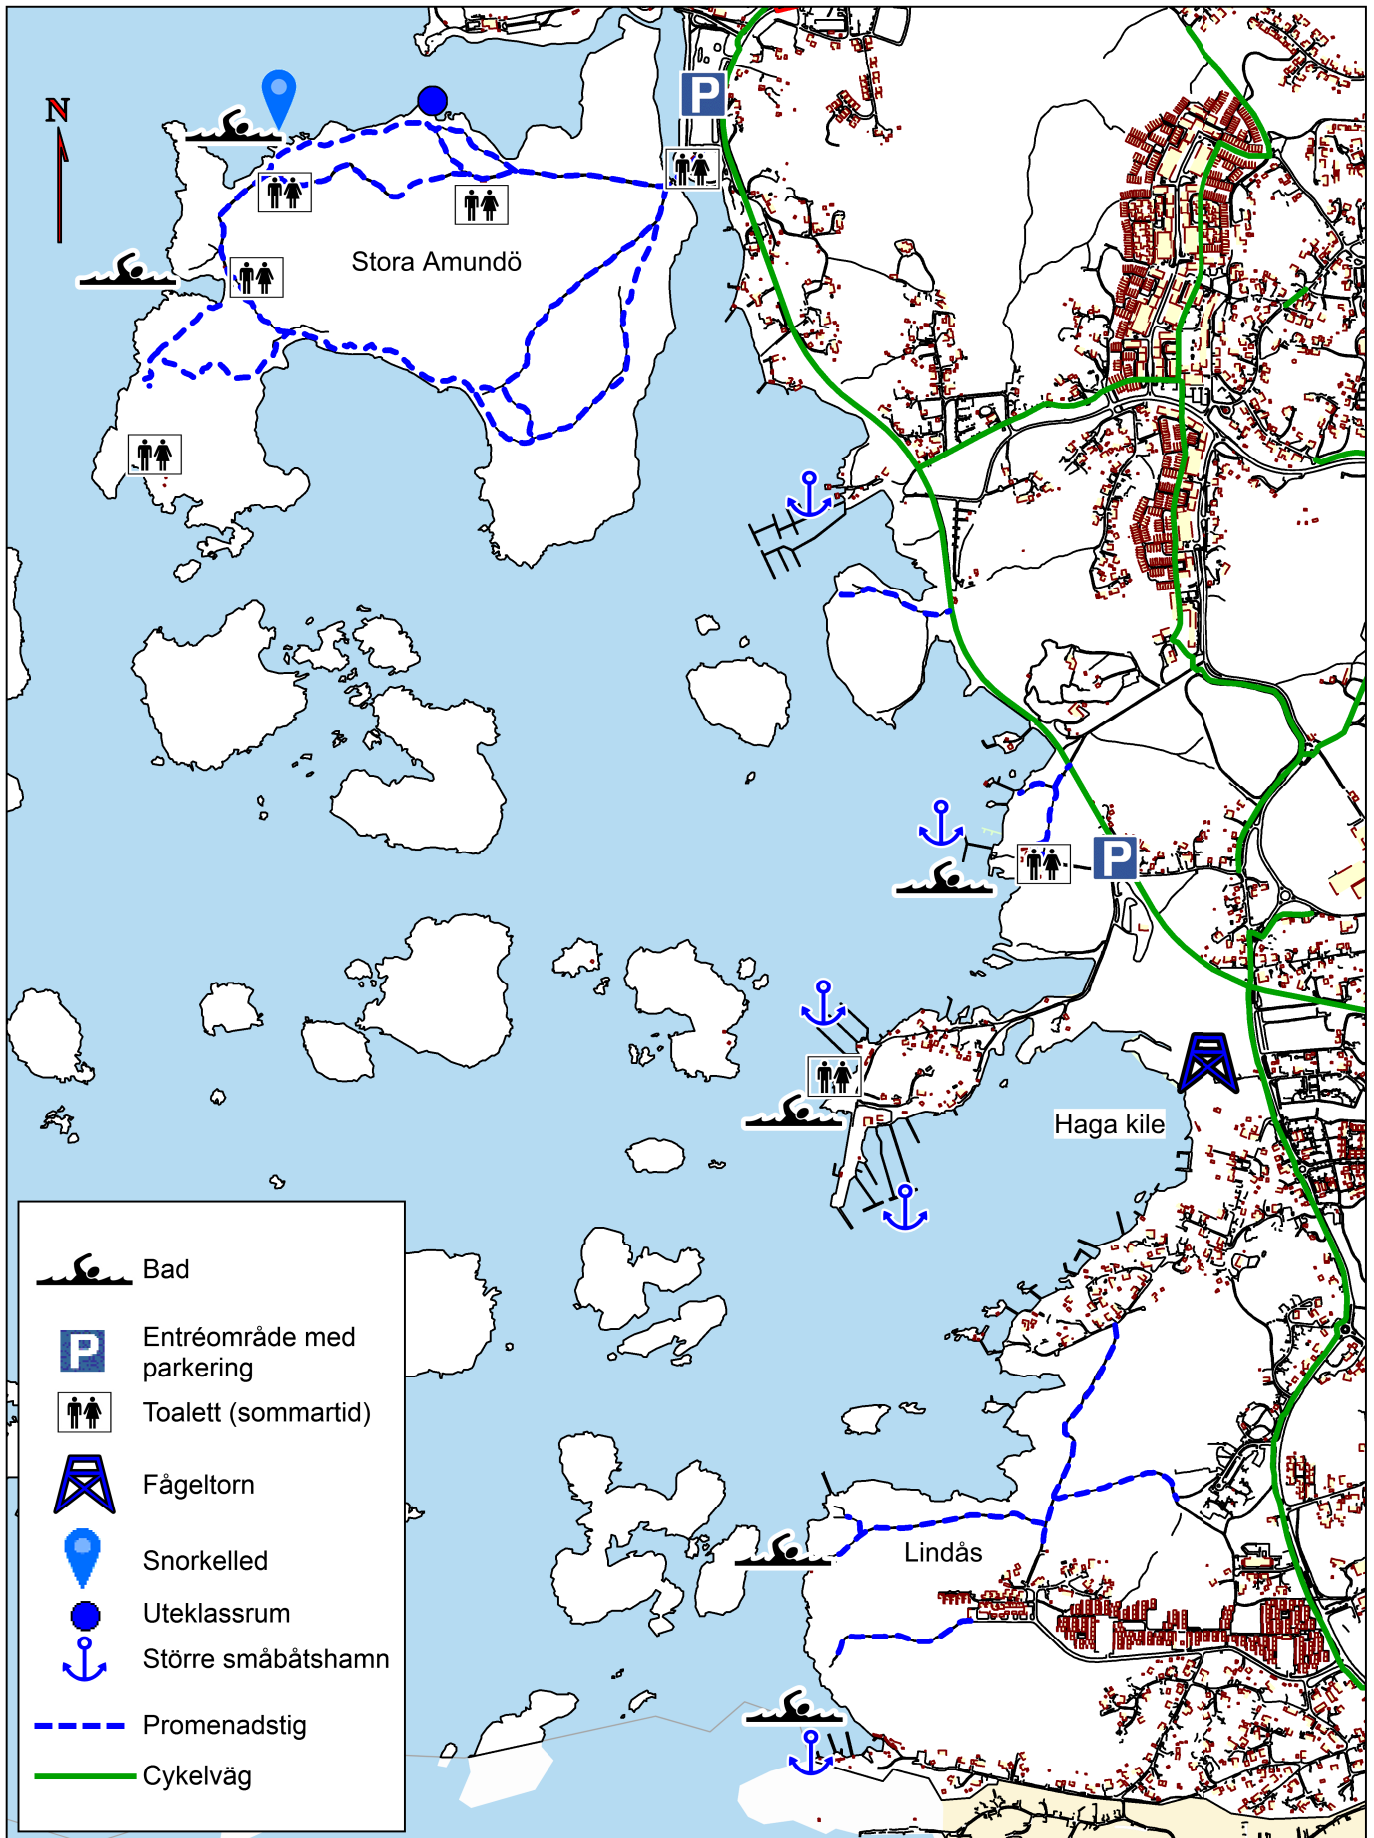 N
P
Stora Amundö
P
Haga kile
Lindås
Bad
P
Entréområde med
parkering
Toalett (sommartid)
Fågeltorn
Snorkelled
Uteklassrum
Större småbåtshamn
Promenadstig
Cykelväg